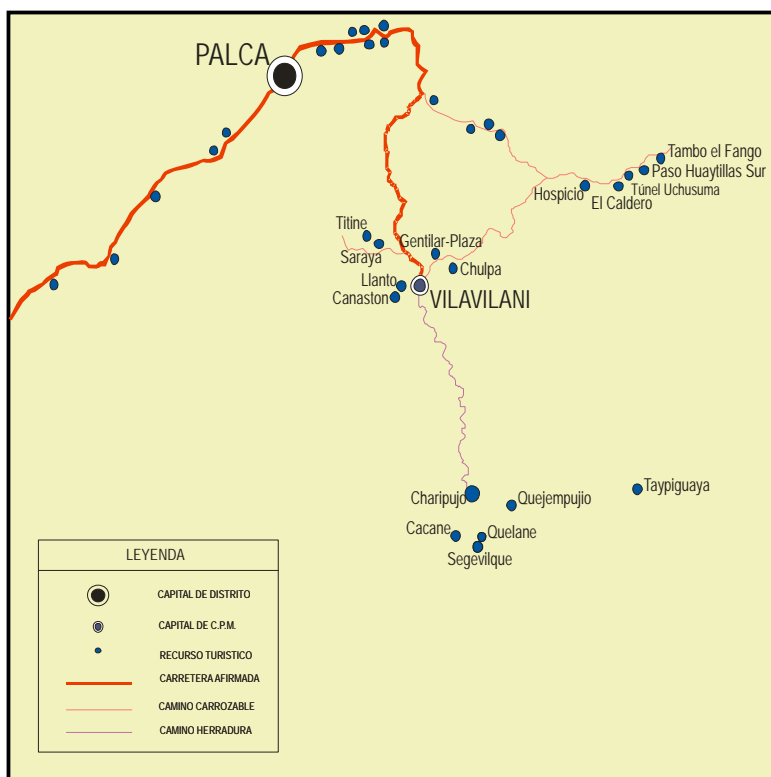 PALCA
Tambo el Fango
Paso Huaytillas Sur
Túnel Uchusuma
Hospicio
El Caldero
Titine
Saraya
Gentilar-Plaza
Chulpa
Llanto
Canaston
VILAVILANI
Charipujo
Quejempujio
Taypiguaya
Cacane
Quelane
Segevilque
LEYENDA
CAPITAL DE DISTRITO
CAPITAL DE C.P.M.
RECURSO TURISTICO
CARRETERA AFIRMADA
CAMINO CARROZABLE
CAMINO HERRADURA